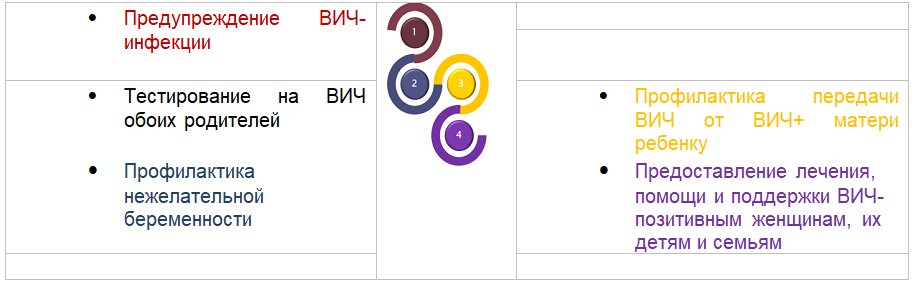 • Предупреждение ВИЧ-
инфекции
• Тестирование на ВИЧ
обоих родителей
• Профилактика
нежелательной
беременности
1
2
3
4
• Профилактика передачи
ВИЧ от ВИЧ+ матери
ребенку
• Предоставление лечения,
помощи и поддержки ВИЧ-
позитивным женщинам, их
детям и семьям